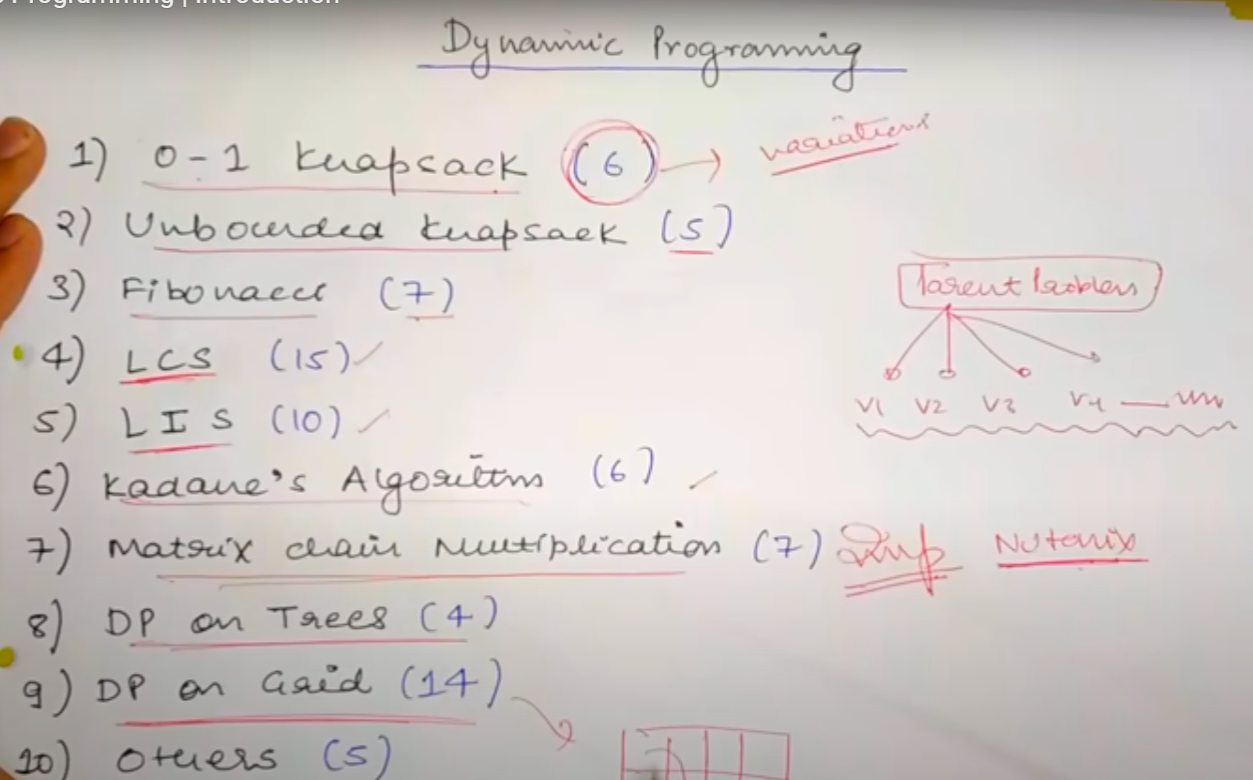 Programming | Introduction
Dynamic Programming
1) 0-1 Knapsack (6) → variations
2) Unbounded Knapsack (5)
3) Fibonacci (7)
Parent Problem
4) LCS (15)
V1 V2 V3 V4 — Vn
5) LIS (10)
6) Kadane's Algorithm (6)
7) Matrix chain Multiplication (7) Imp Nutanix
8) DP on Trees (4)
9) DP on Grid (14)
10) Others (5)